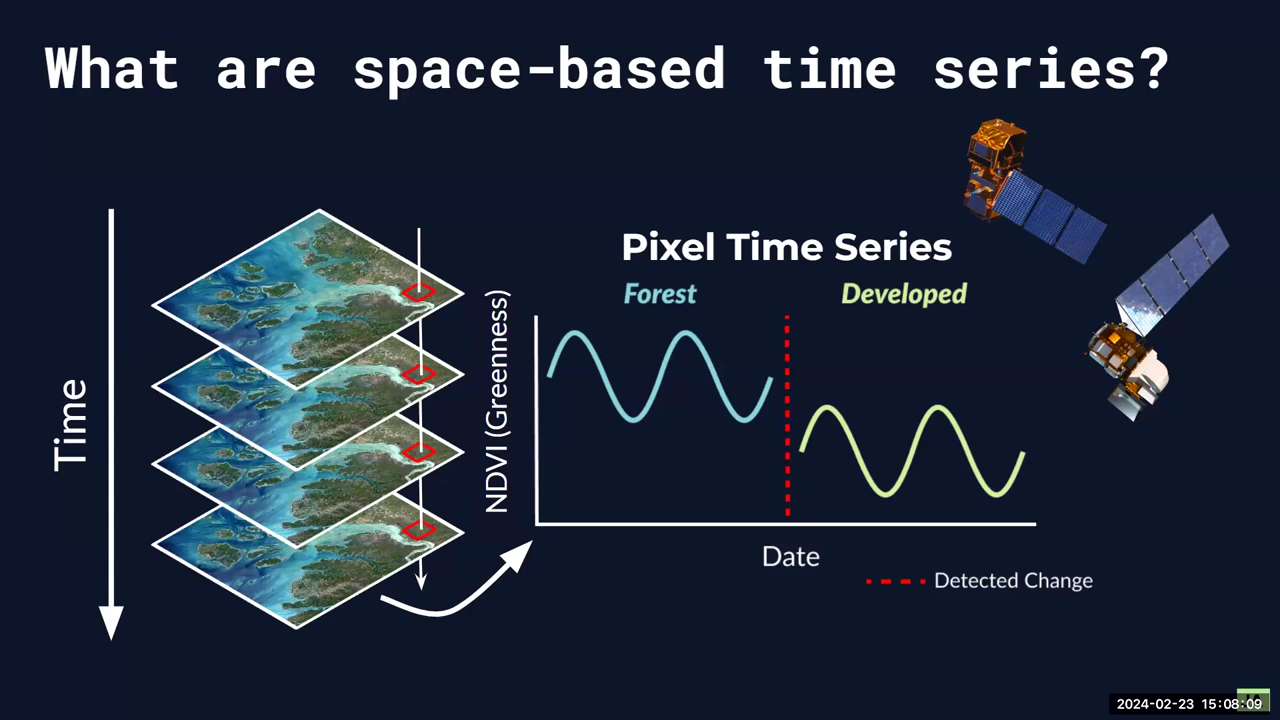 What are space-based time series?
Time
Pixel Time Series
Forest
Developed
NDVI (Greenness)
Date
Detected Change
2024-02-23 15:08:09